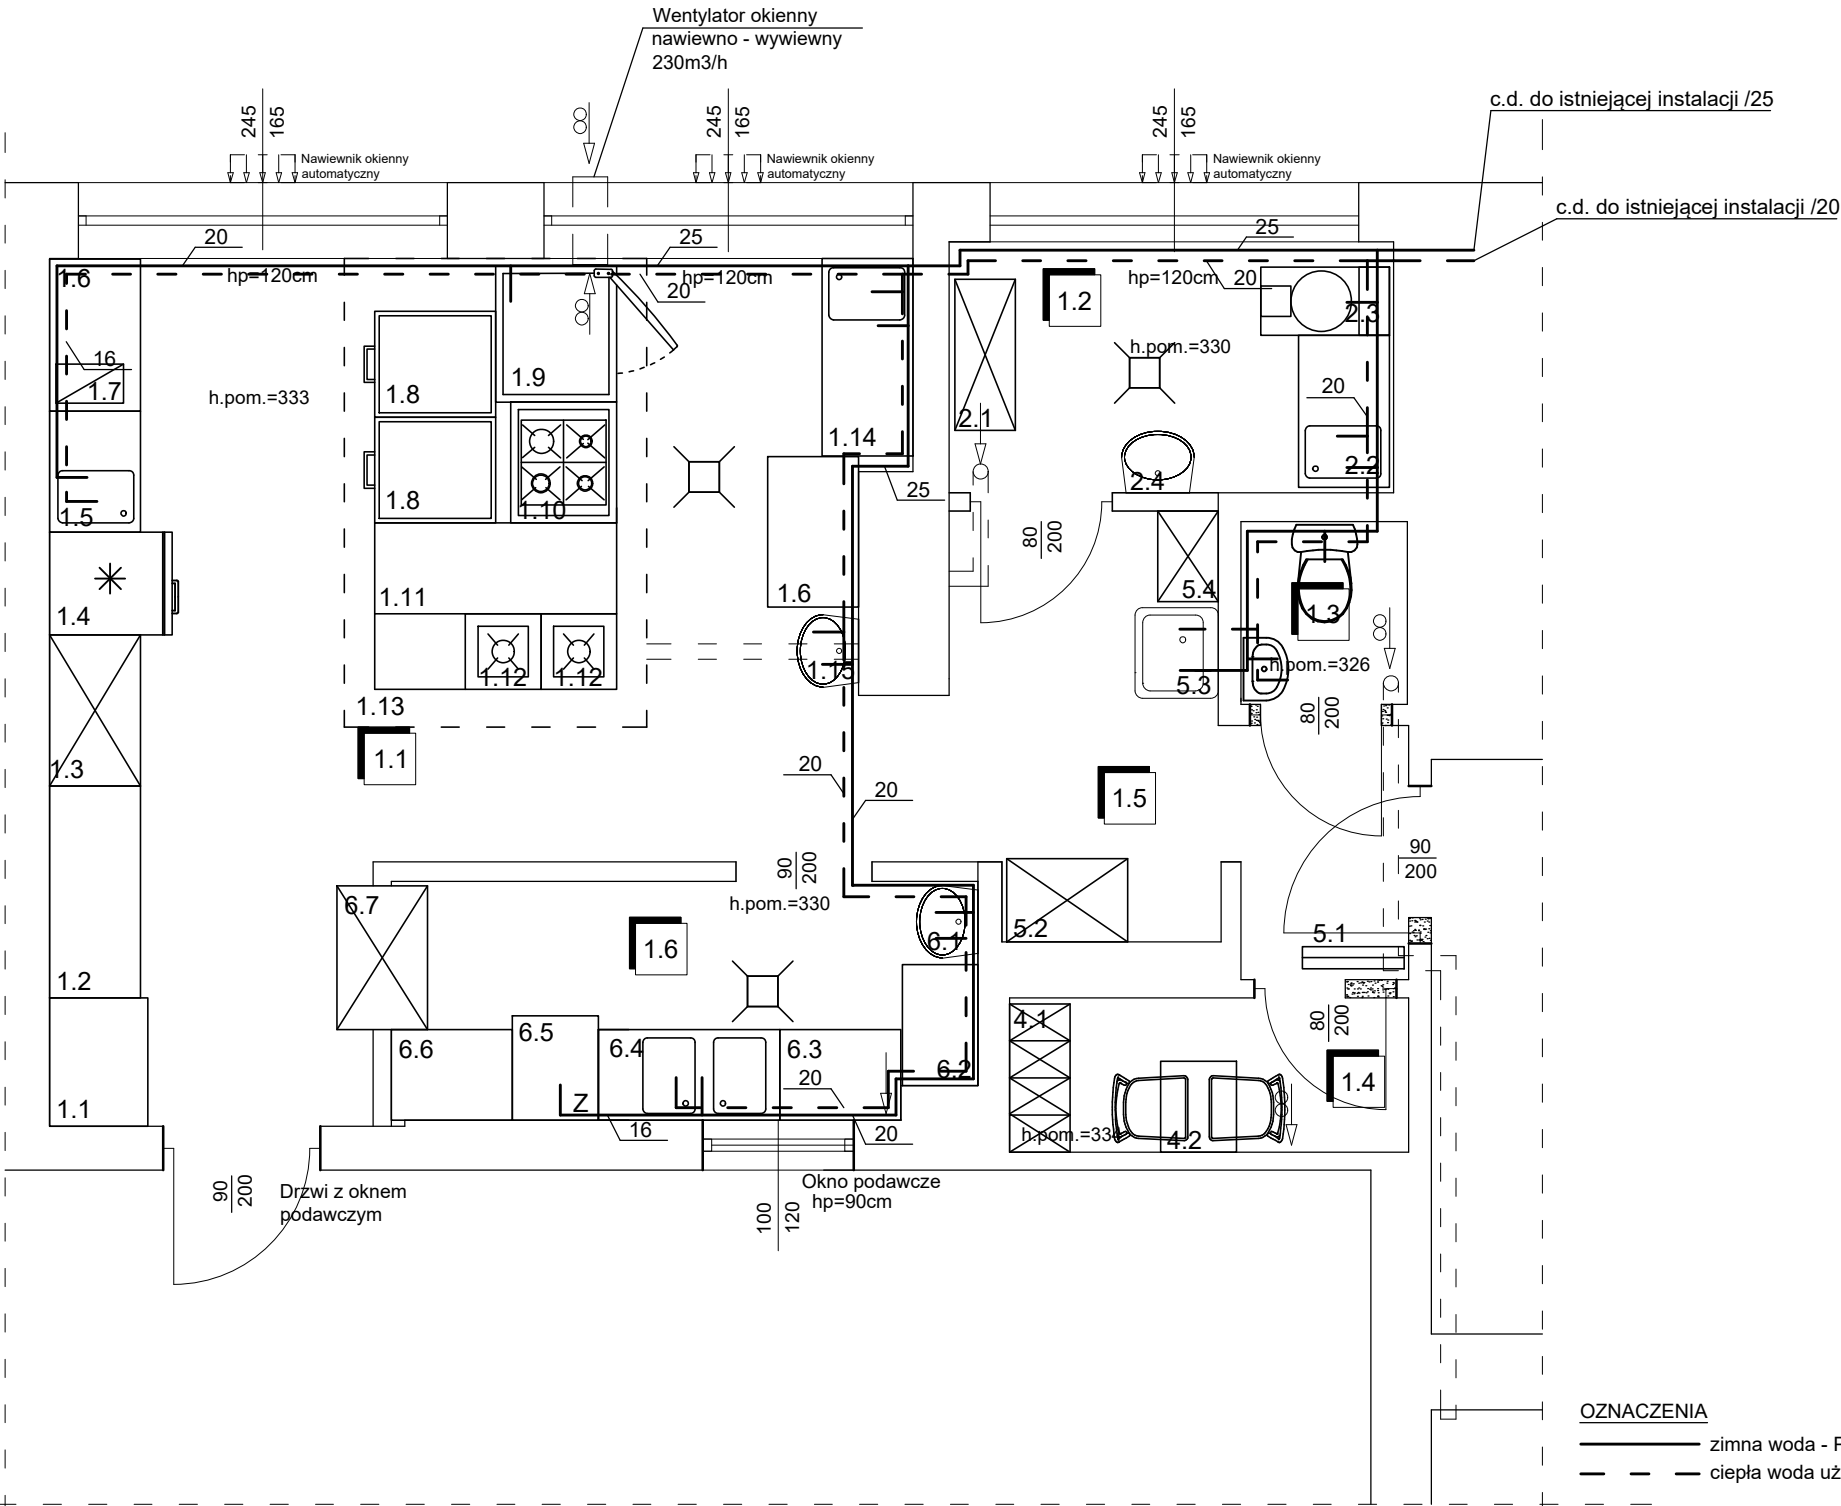 Wentylator okienny
nawiewno - wywiewny
230m3/h
c.d. do istniejącej instalacji /25
c.d. do istniejącej instalacji /20
245
165
Nawiewnik okienny
automatyczny
245
165
Nawiewnik okienny
automatyczny
245
165
Nawiewnik okienny
automatyczny
20
25
25
hp=120cm
20
hp=120cm
hp=120cm
20
1.6
16
1.7
h.pom.=333
1.8
1.9
1.8
1.10
1.14
25
1.5
1.4
1.11
1.6
1.12
1.12
1.15
1.13
1.1
1.3
1.2
1.1
20
20
1.2
h.pom.=330
2.1
2.3
20
2.2
2.4
80
200
5.4
5.3
1.3
h.pom.=326
80
200
1.5
90
200
90
200
h.pom.=330
6.7
1.6
6.1
5.2
5.1
6.6
6.5
6.4
6.3
6.2
20
Z
16
20
4.1
80
200
1.4
h.pom.=334
4.2
90
200
Drzwi z oknem
podawczym
Okno podawcze
hp=90cm
100
120
OZNACZENIA
zimna woda - P
ciepła woda uż